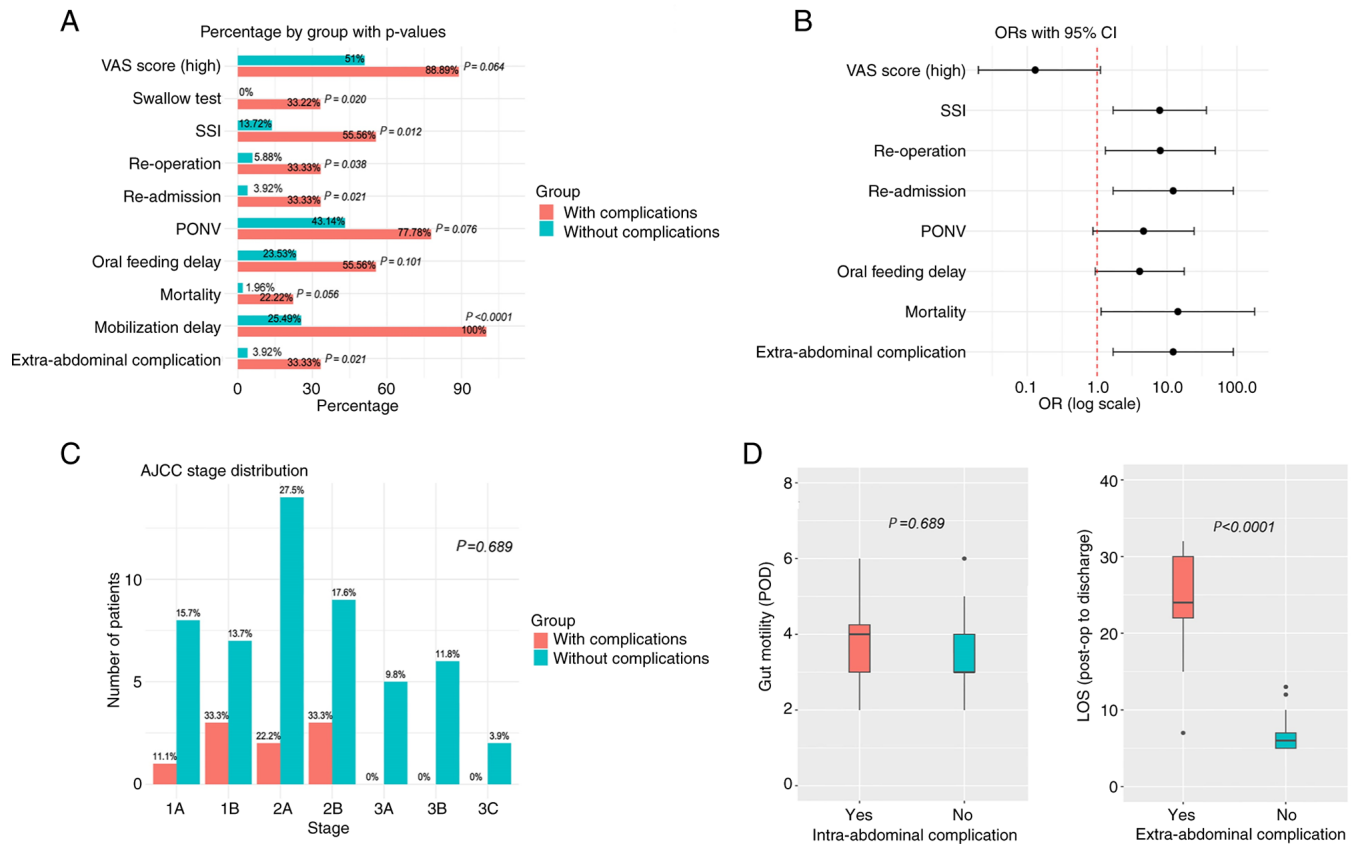 A
Percentage by group with p-values
VAS score (high)
51%
88.89%
P = 0.064
Swallow test
0%
33.22%
P = 0.020
SSI
13.72%
55.56%
P = 0.012
Re-operation
5.88%
33.33%
P = 0.038
Re-admission
3.92%
33.33%
P = 0.021
PONV
43.14%
77.78%
P = 0.076
Oral feeding delay
23.53%
55.56%
P = 0.101
Mortality
1.96%
22.22%
P = 0.056
Mobilization delay
25.49%
100%
P <0.0001
Extra-abdominal complication
3.92%
33.33%
P = 0.021
0 30 60 90
Percentage
Group
With complications
Without complications
B
ORs with 95% CI
VAS score (high)
SSI
Re-operation
Re-admission
PONV
Oral feeding delay
Mortality
Extra-abdominal complication
0.1 1.0 10.0 100.0
OR (log scale)
C
AJCC stage distribution
P=0.689
Number of patients
10
5
0
11.1% 15.7%
33.3% 13.7%
22.2% 27.5%
33.3% 17.6%
0% 9.8%
0% 11.8%
0% 3.9%
1A 1B 2A 2B 3A 3B 3C
Stage
Group
With complications
Without complications
D
Gut motility (POD)
8
6
4
2
0
P =0.689
Yes No
Intra-abdominal complication
LOS (post-op to discharge)
40
30
20
10
0
P<0.0001
Yes No
Extra-abdominal complication